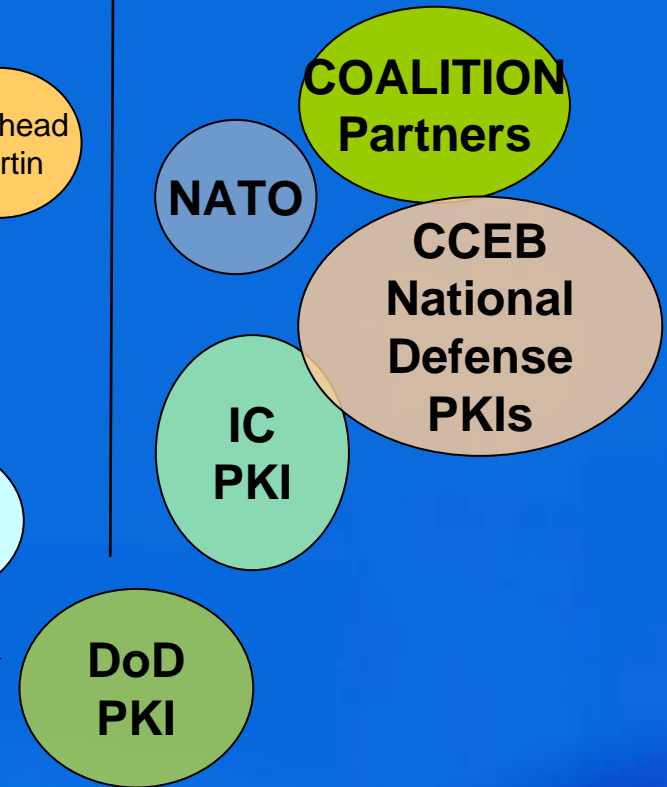 COALITION
Partners
NATO
CCEB
National
Defense
PKIs
IC
PKI
DoD
PKI